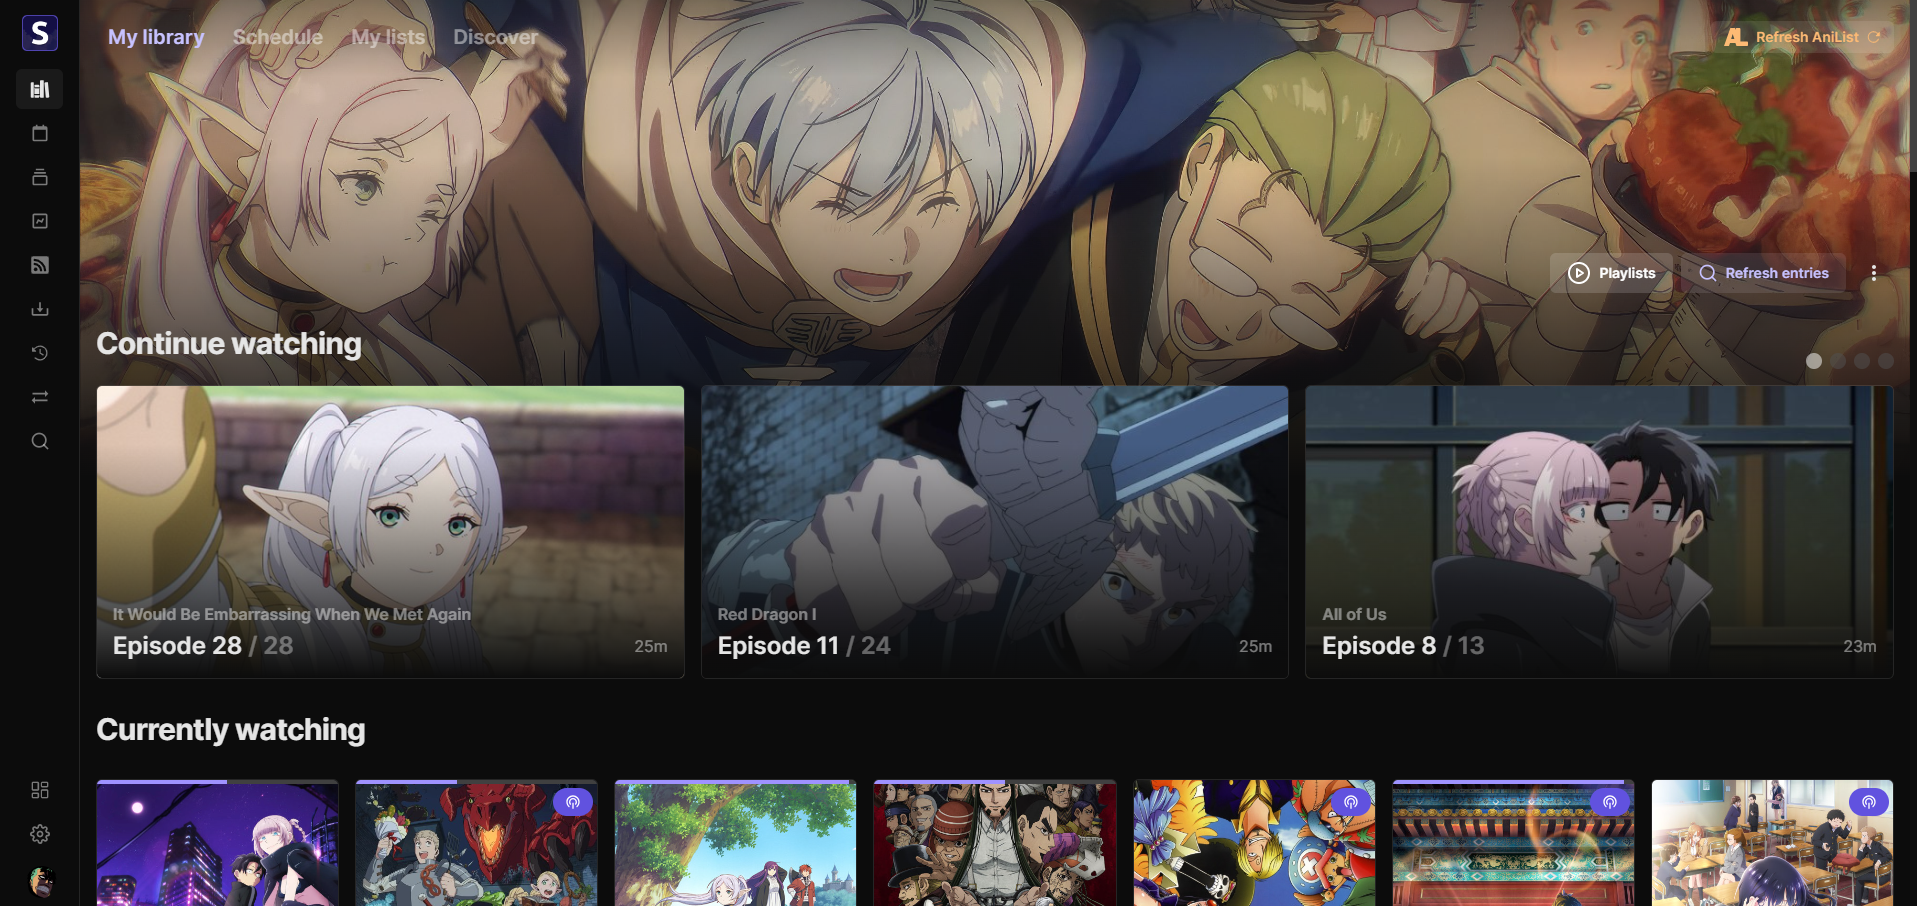 S
My library
Schedule
My lists
Discover
AL
Refresh AniList
Playlists
Refresh entries
Continue watching
It Would Be Embarrassing When We Met Again
Episode 28 / 28
25m
Red Dragon I
Episode 11 / 24
25m
All of Us
Episode 8 / 13
23m
Currently watching